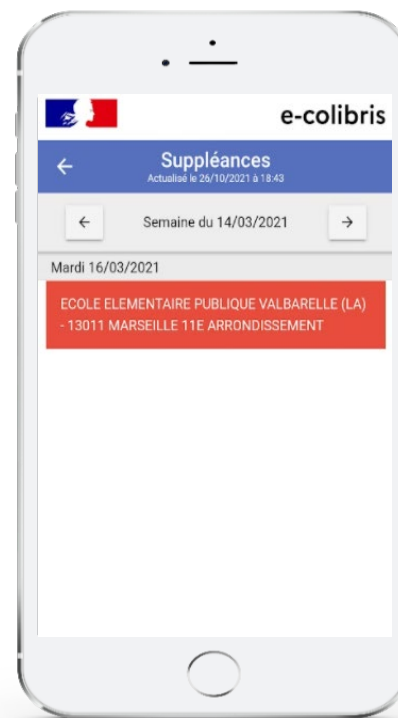 e-colibris
Suppléances
Actualisé le 26/10/2021 à 18:43
Semaine du 14/03/2021
Mardi 16/03/2021
ECOLE ELEMENTAIRE PUBLIQUE VALBARELLE (LA)
- 13011 MARSEILLE 11E ARRONDISSEMENT